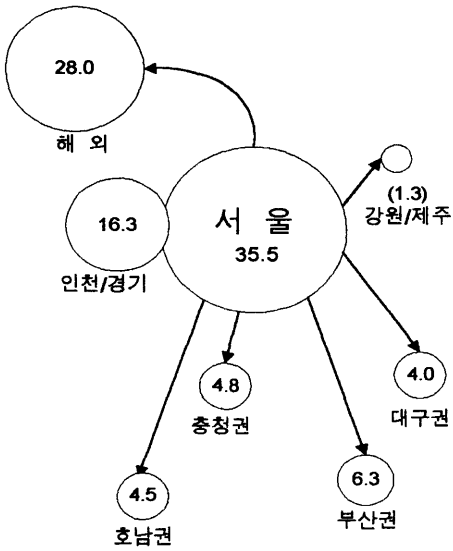 28.0
해 외
(1.3)
강원/제주
16.3
인천/경기
서 울
35.5
4.0
대구권
4.8
충청권
6.3
부산권
4.5
호남권